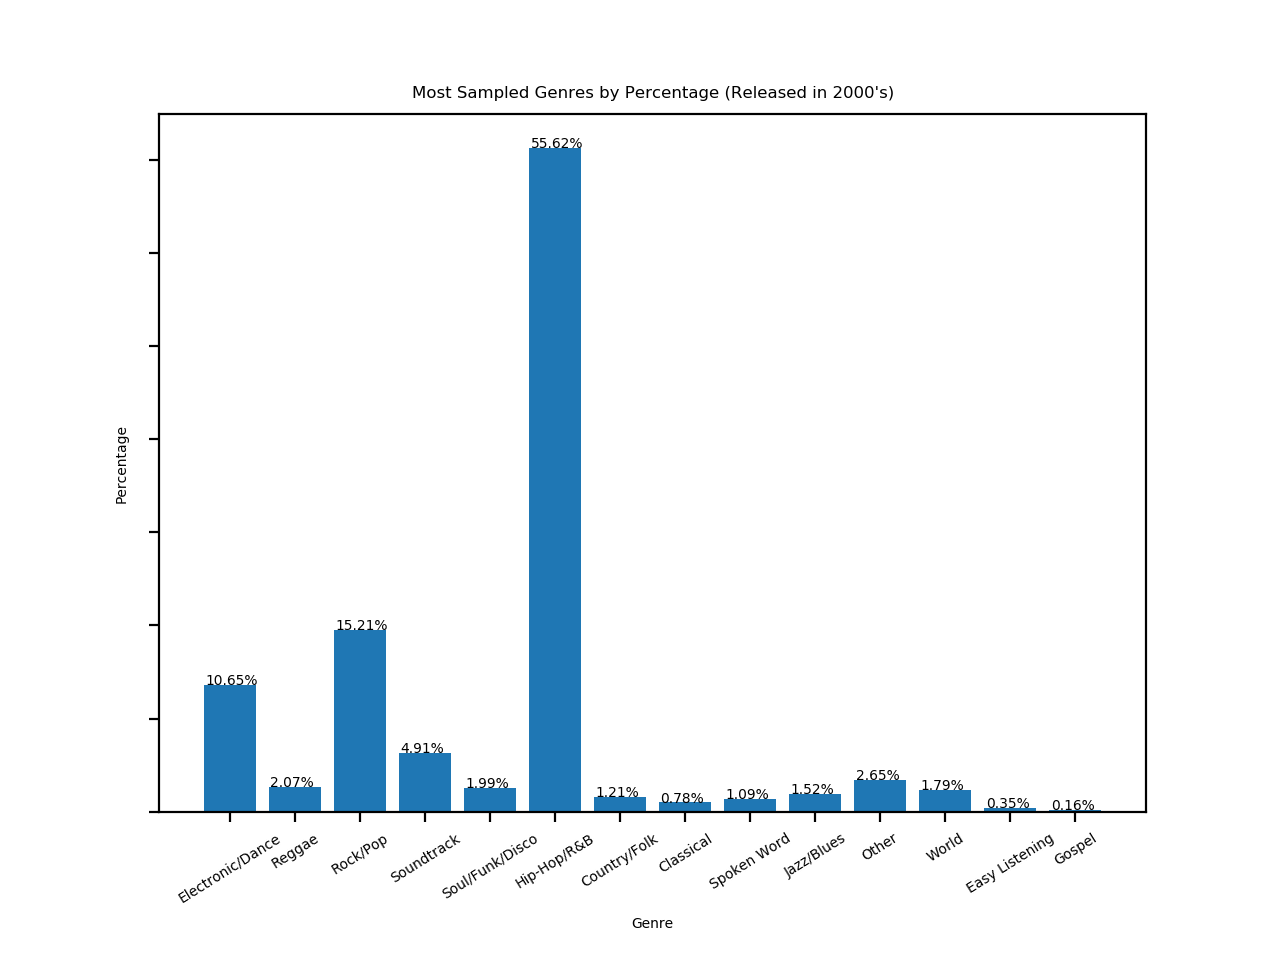 Most Sampled Genres by Percentage (Released in 2000's)
Percentage
55.62%
15.21%
10.65%
4.91%
2.07%
1.99%
1.21%
0.78%
1.09%
1.52%
2.65%
1.79%
0.35%
0.16%
Electronic/Dance
Reggae
Rock/Pop
Soundtrack
Soul/Funk/Disco
Hip-Hop/R&B
Country/Folk
Classical
Spoken Word
Jazz/Blues
Other
World
Easy Listening
Gospel
Genre